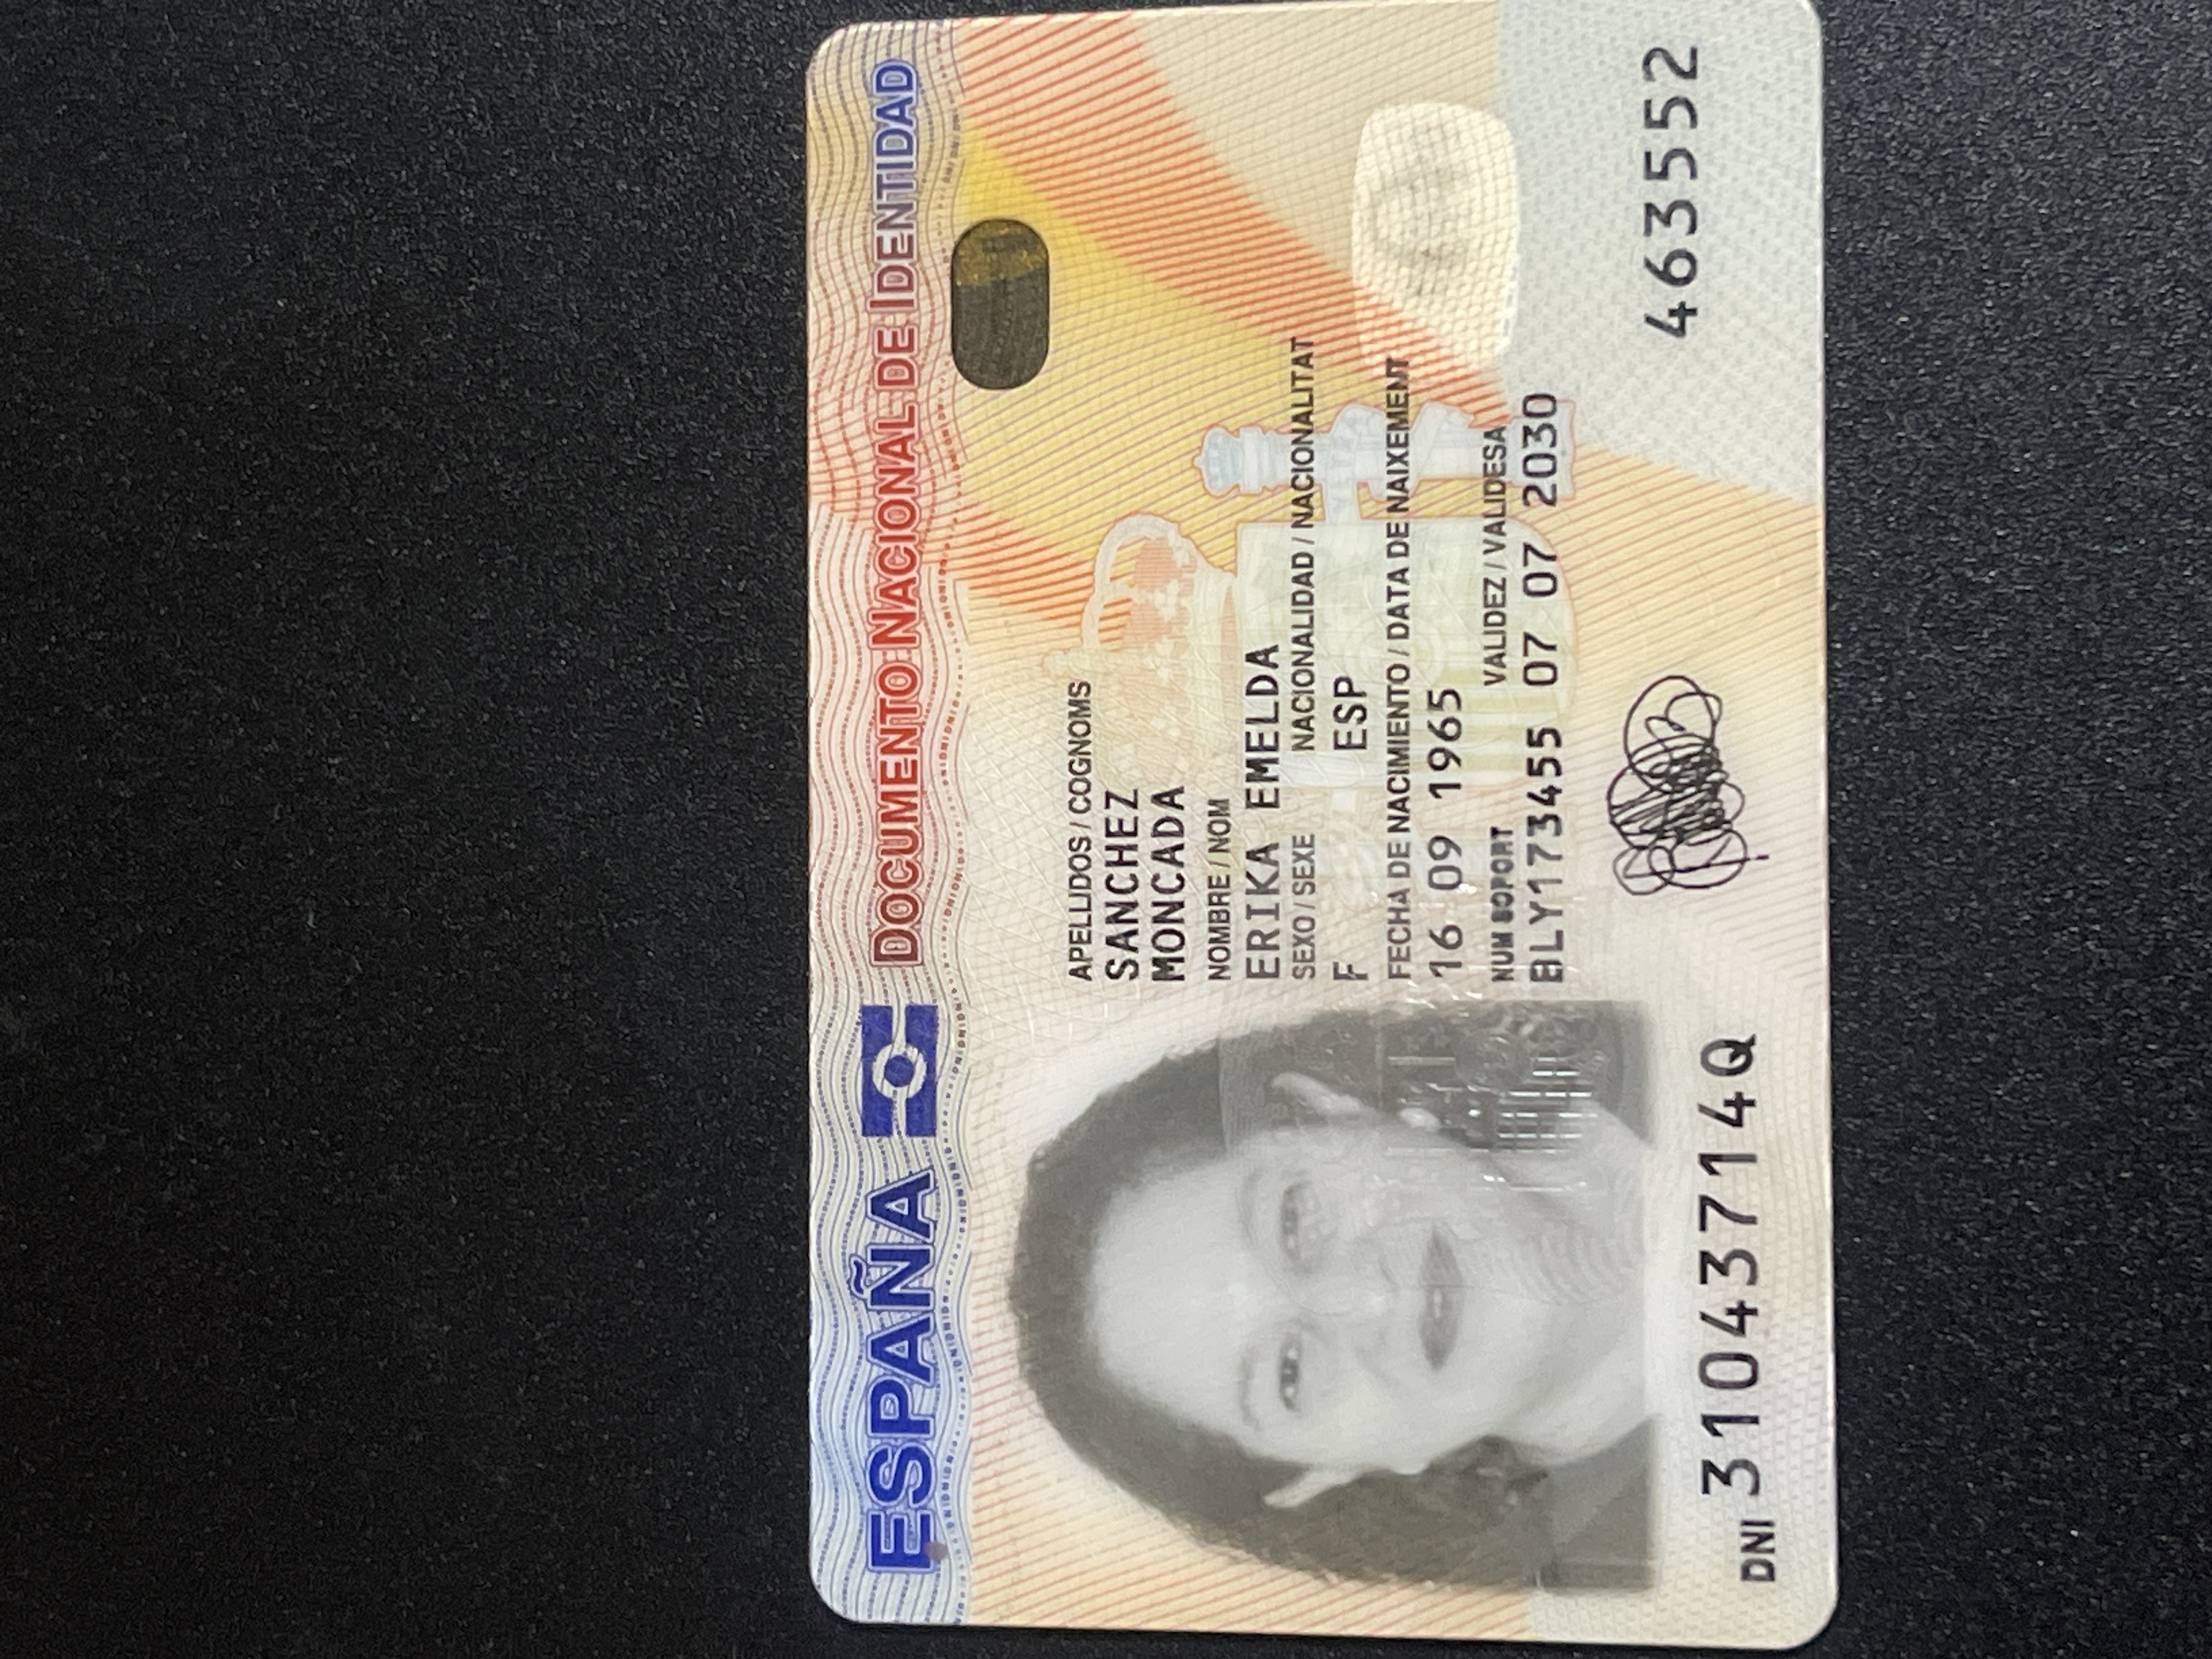 ESPAÑA DOCUMENTO NACIONAL DE IDENTIDAD
APELLIDOS / COGNOMS
SANCHEZ
MONCADA
NOMBRE / NOM
ERIKA EMELDA
SEXO / SEXE NACIONALIDAD / NACIONALITAT
F ESP
FECHA DE NACIMIENTO / DATA DE NAIXEMENT
16 09 1965
NUM SOPORT VALIDEZ / VALIDESA
BLY173455 07 07 2030
463552
DNI 31043714Q